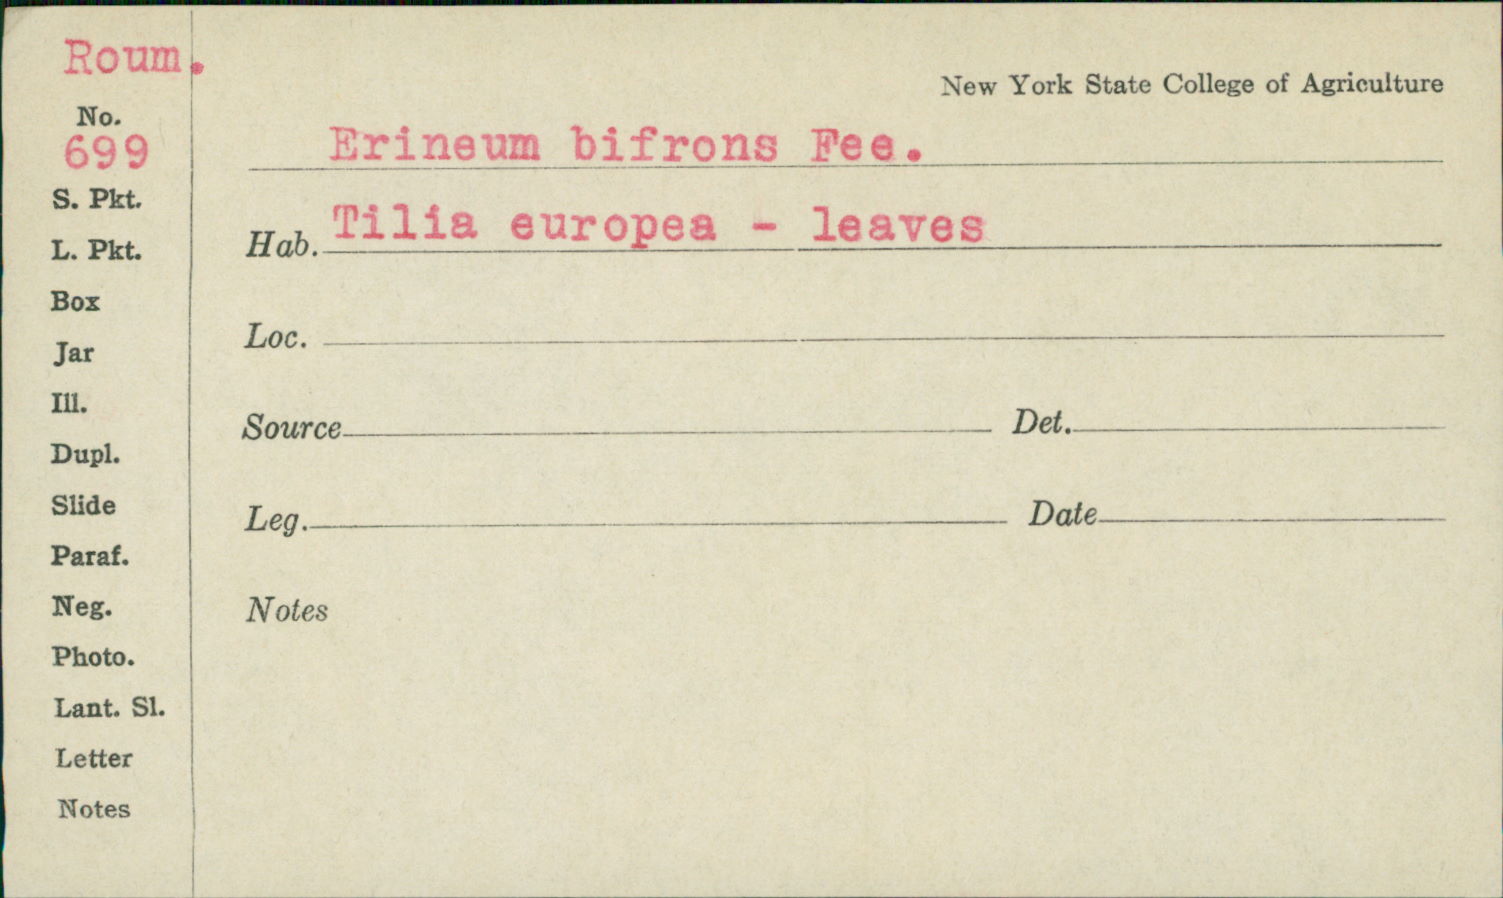 Roum.
New York State College of Agriculture
No.
699
Erineum bifrons Fee.
S. Pkt.
Hab. Tilia europea - leaves
L. Pkt.
Box
Loc.
Jar
Ill.
Source Det.
Dupl.
Slide
Leg. Date
Paraf.
Neg.
Notes
Photo.
Lant. Sl.
Letter
Notes